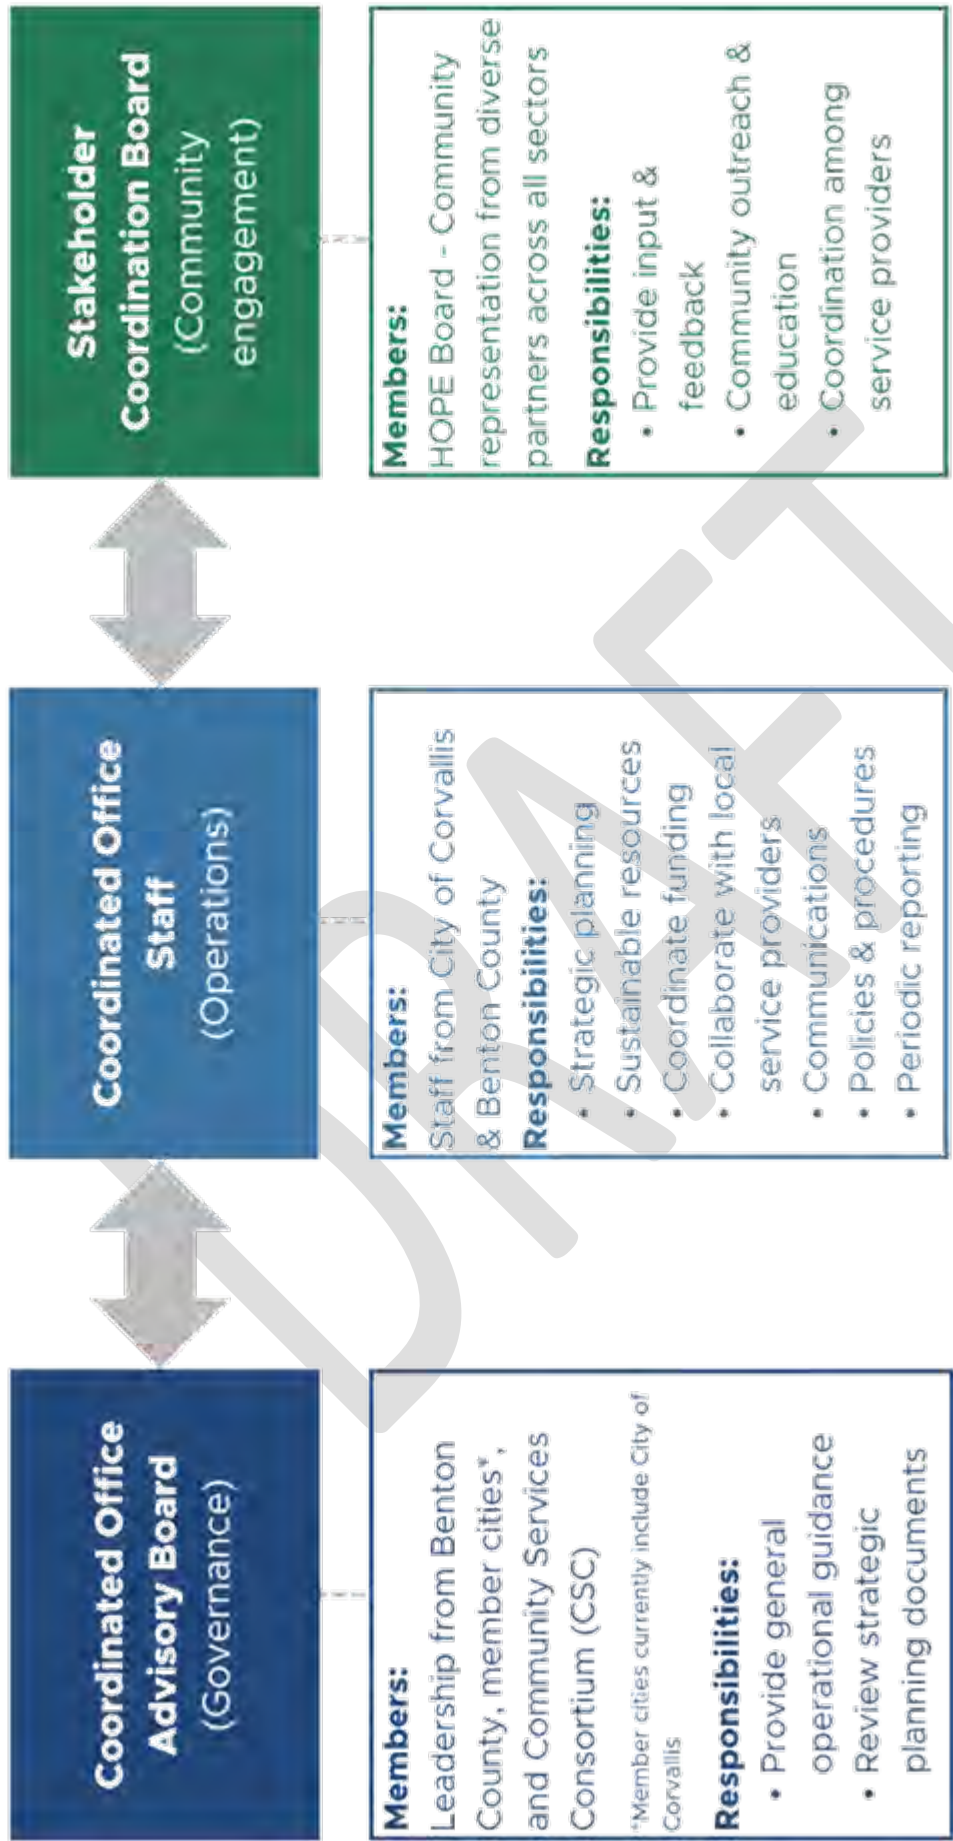 Coordinated Office
Advisory Board
(Governance)
Members:
Leadership from Benton
County, member cities*,
and Community Services
Consortium (CSC)
*Member cities currently include City of
Corvallis
Responsibilities:
• Provide general
operational guidance
• Review strategic
planning documents
Coordinated Office
Staff
(Operations)
Members:
Staff from City of Corvallis
& Benton County
Responsibilities:
• Strategic planning
• Sustainable resources
• Coordinate funding
• Collaborate with local
service providers
• Communications
• Policies & procedures
• Periodic reporting
Stakeholder
Coordination Board
(Community
engagement)
Members:
HOPE Board - Community
representation from diverse
partners across all sectors
Responsibilities:
• Provide input &
feedback
• Community outreach &
education
• Coordination among
service providers
DRAFT